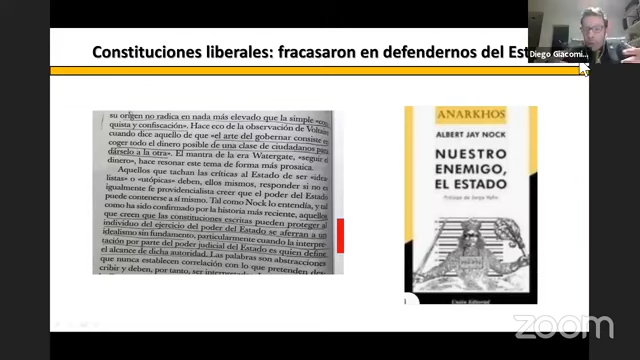 Constituciones liberales: fracasaron en defendernos del Est
Diego Giacomi...
su origen no radica en nada más elevado que la simple «con-
quista y confiscación». Hace eco de la observación de Voltaire
cuando dice aquello de que «el arte del gobernar consiste en
coger todo el dinero posible de una clase de ciudadanos para
dárselo a la otra». El mantra de la era Watergate, «seguir el
dinero», hace resonar este tema de forma más prosaica.
Aquellos que tachan las críticas al Estado de ser «idea-
listas» o «utópicas» deben, ellos mismos, responder si no es
igualmente fe providencialista creer que el poder del Estado
puede contenerse a sí mismo. Tal como Nock lo entendía, y tal
como ha sido confirmado por la historia más reciente, aquellos
que creen que las constituciones escritas pueden proteger al
individuo del ejercicio del poder del Estado se aferran a un
idealismo sin fundamento, particularmente cuando la interpre-
tación por parte del poder judicial del Estado es quien define
el alcance de dicha autoridad. Las palabras son abstracciones
que nunca establecen correlación con lo que pretenden des-
cribir y deben, por tanto, ser
ANARKHOS
ALBERT JAY NOCK
NUESTRO
ENEMIGO,
EL ESTADO
Unión Editorial
zoom